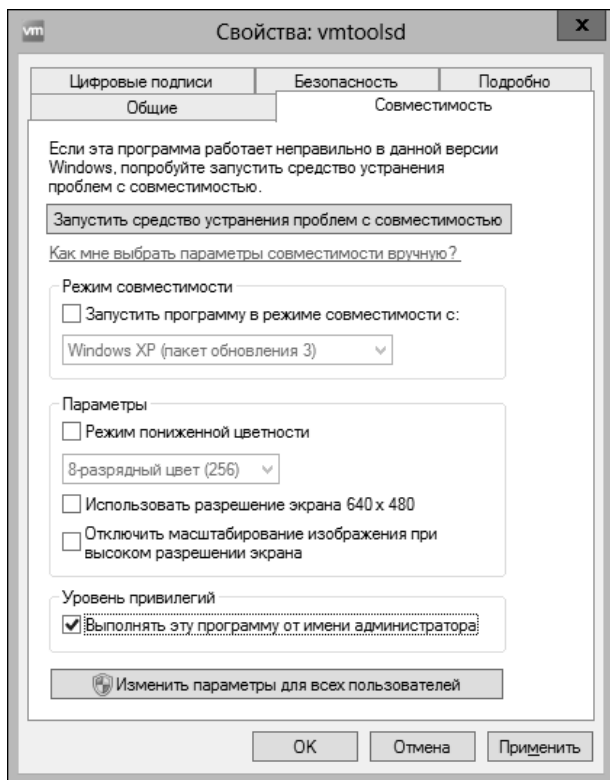 vm
Свойства: vmtoolsd
x
Цифровые подписи
Безопасность
Подробно
Общие
Совместимость
Если эта программа работает неправильно в данной версии
Windows, попробуйте запустить средство устранения
проблем с совместимостью.
Запустить средство устранения проблем с совместимостью
Как мне выбрать параметры совместимости вручную?
Режим совместимости
Запустить программу в режиме совместимости с:
Windows XP (пакет обновления 3)
Параметры
Режим пониженной цветности
8-разрядный цвет (256)
Использовать разрешение экрана 640 x 480
Отключить масштабирование изображения при
высоком разрешении экрана
Уровень привилегий
Выполнять эту программу от имени администратора
Изменить параметры для всех пользователей
OK
Отмена
Применить